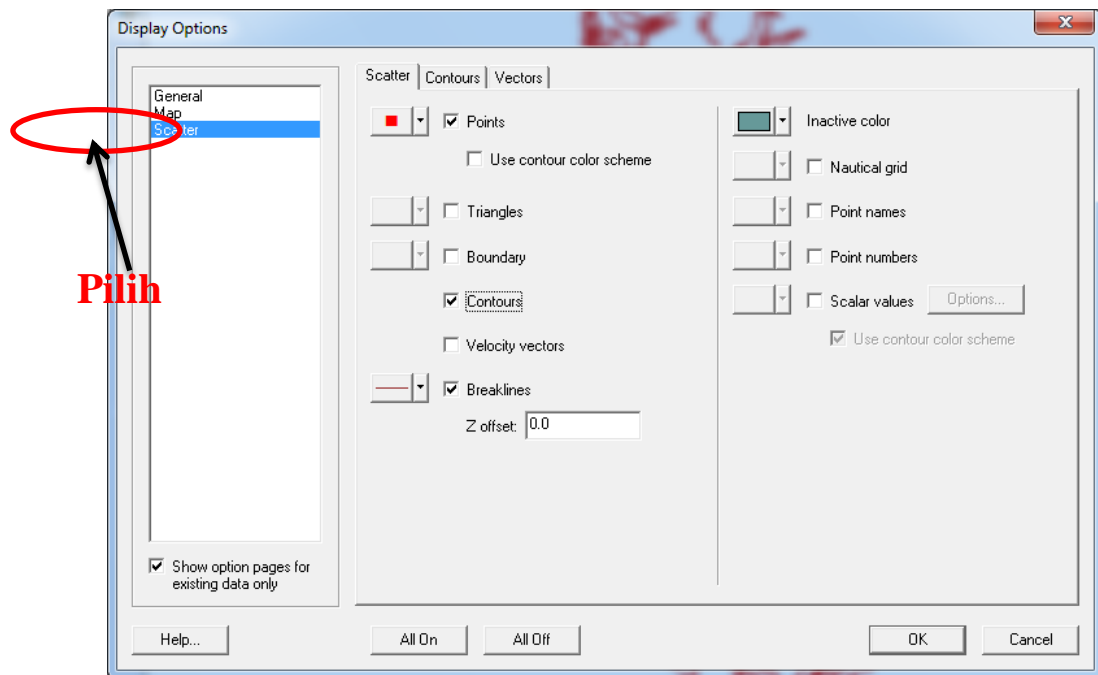 Display Options
General
Map
Scatter
Pilih
Show option pages for
existing data only
Scatter
Contours
Vectors
Points
Use contour color scheme
Triangles
Boundary
Contours
Velocity vectors
Breaklines
Z offset:
0.0
Inactive color
Nautical grid
Point names
Point numbers
Scalar values
Options...
Use contour color scheme
Help...
All On
All Off
OK
Cancel